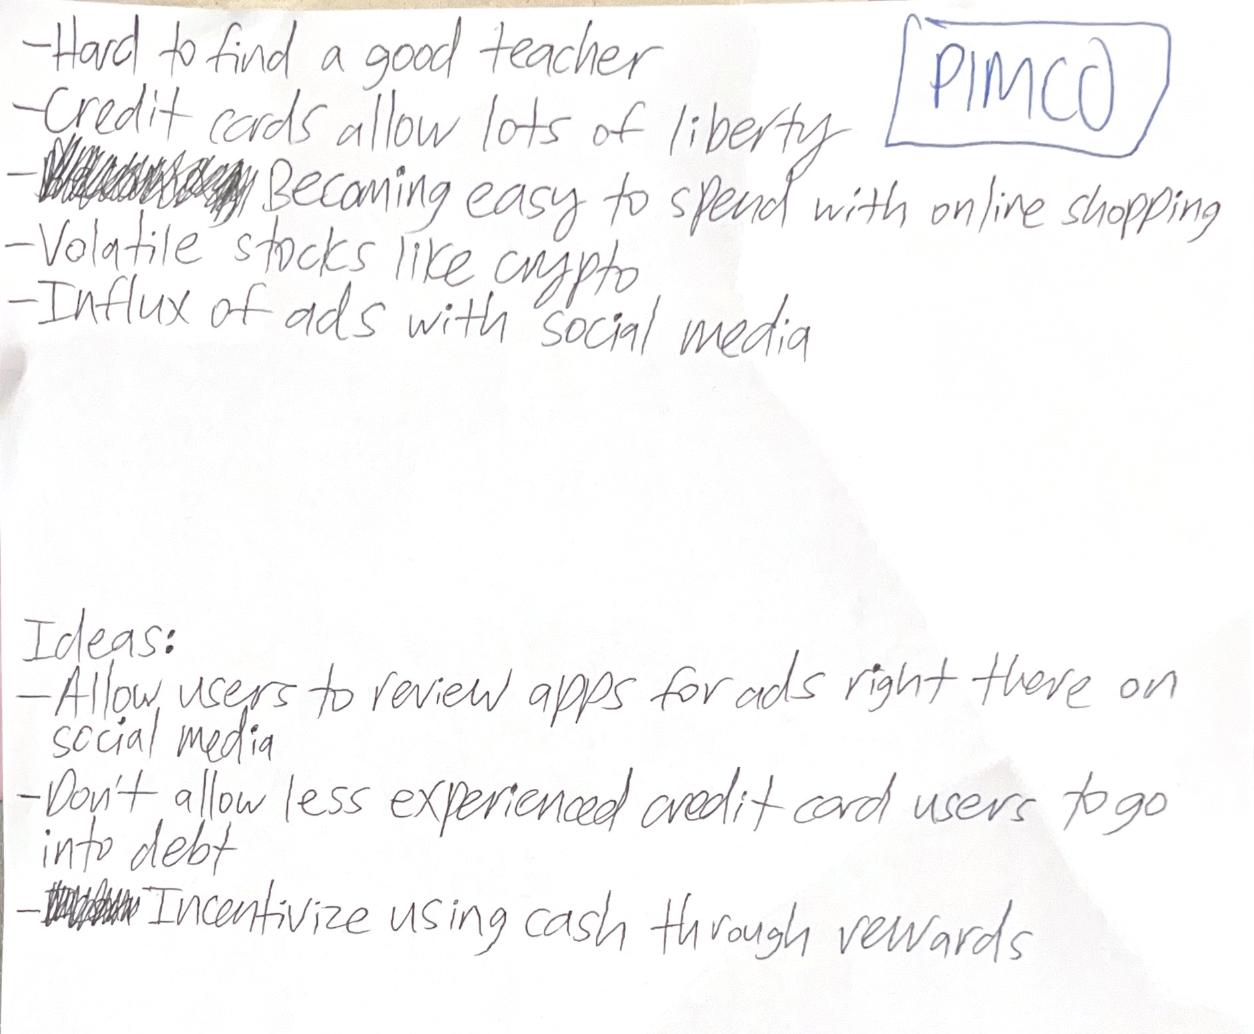 -Hard to find a good teacher
PIMCO
-Credit cards allow lots of liberty
- Becoming easy to spend with online shopping
-Volatile stocks like crypto
-Influx of ads with social media
Ideas:
-Allow users to review apps for ads right there on
social media
-Don't allow less experienced credit card users to go
into debt
- Incentivize using cash through rewards